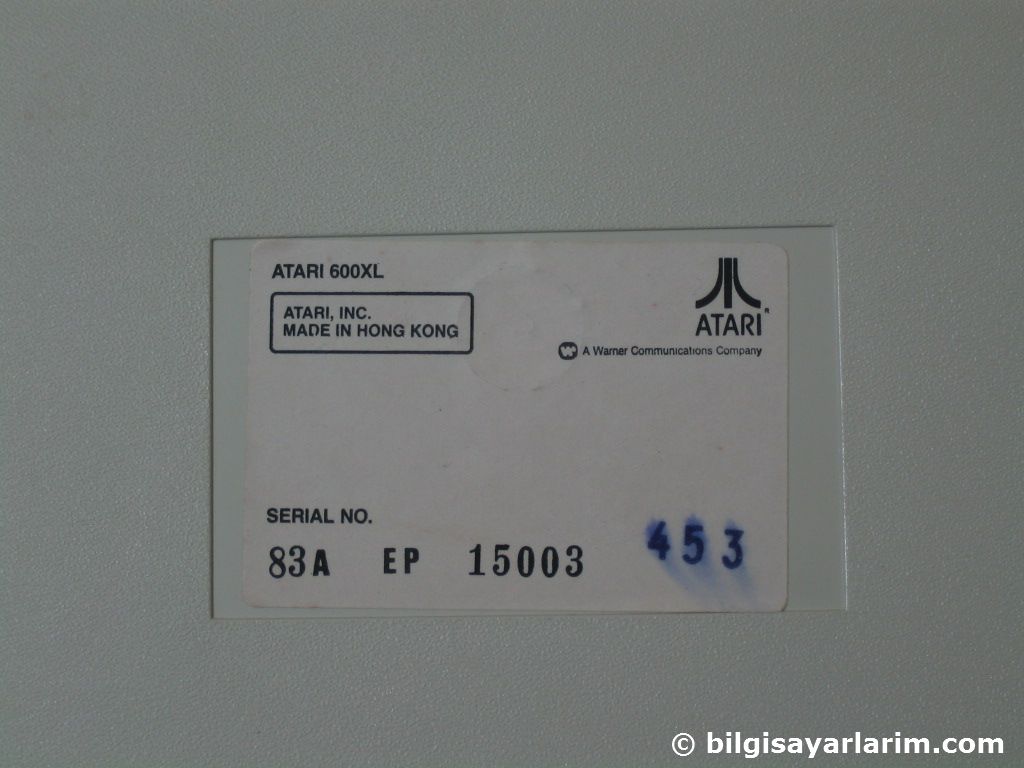 ATARI 600XL
ATARI, INC.
MADE IN HONG KONG
ATARI®
A Warner Communications Company
SERIAL NO.
83A EP 15003
453
© bilgisayarlarim.com